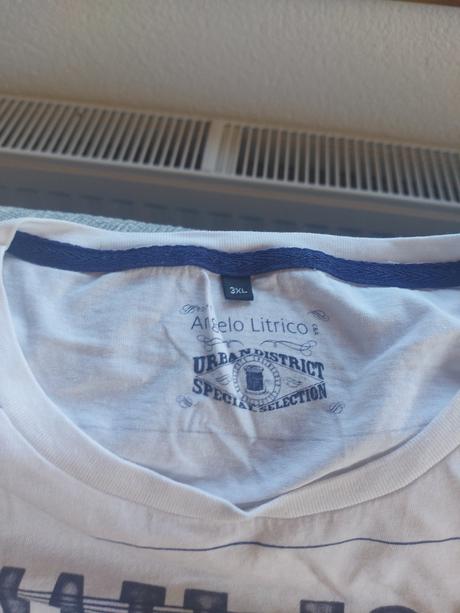 3XL
Angelo Litrico
URBAN DISTRICT
SPECIAL SELECTION